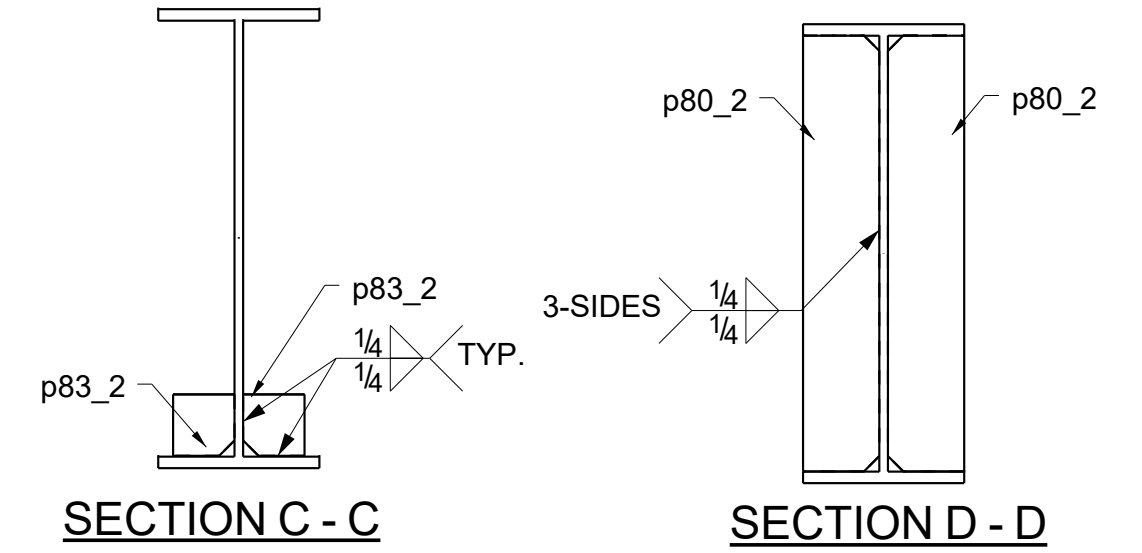 p83_2
p83_2
1/4
1/4
TYP.
SECTION C - C
p80_2
p80_2
3-SIDES
1/4
1/4
SECTION D - D